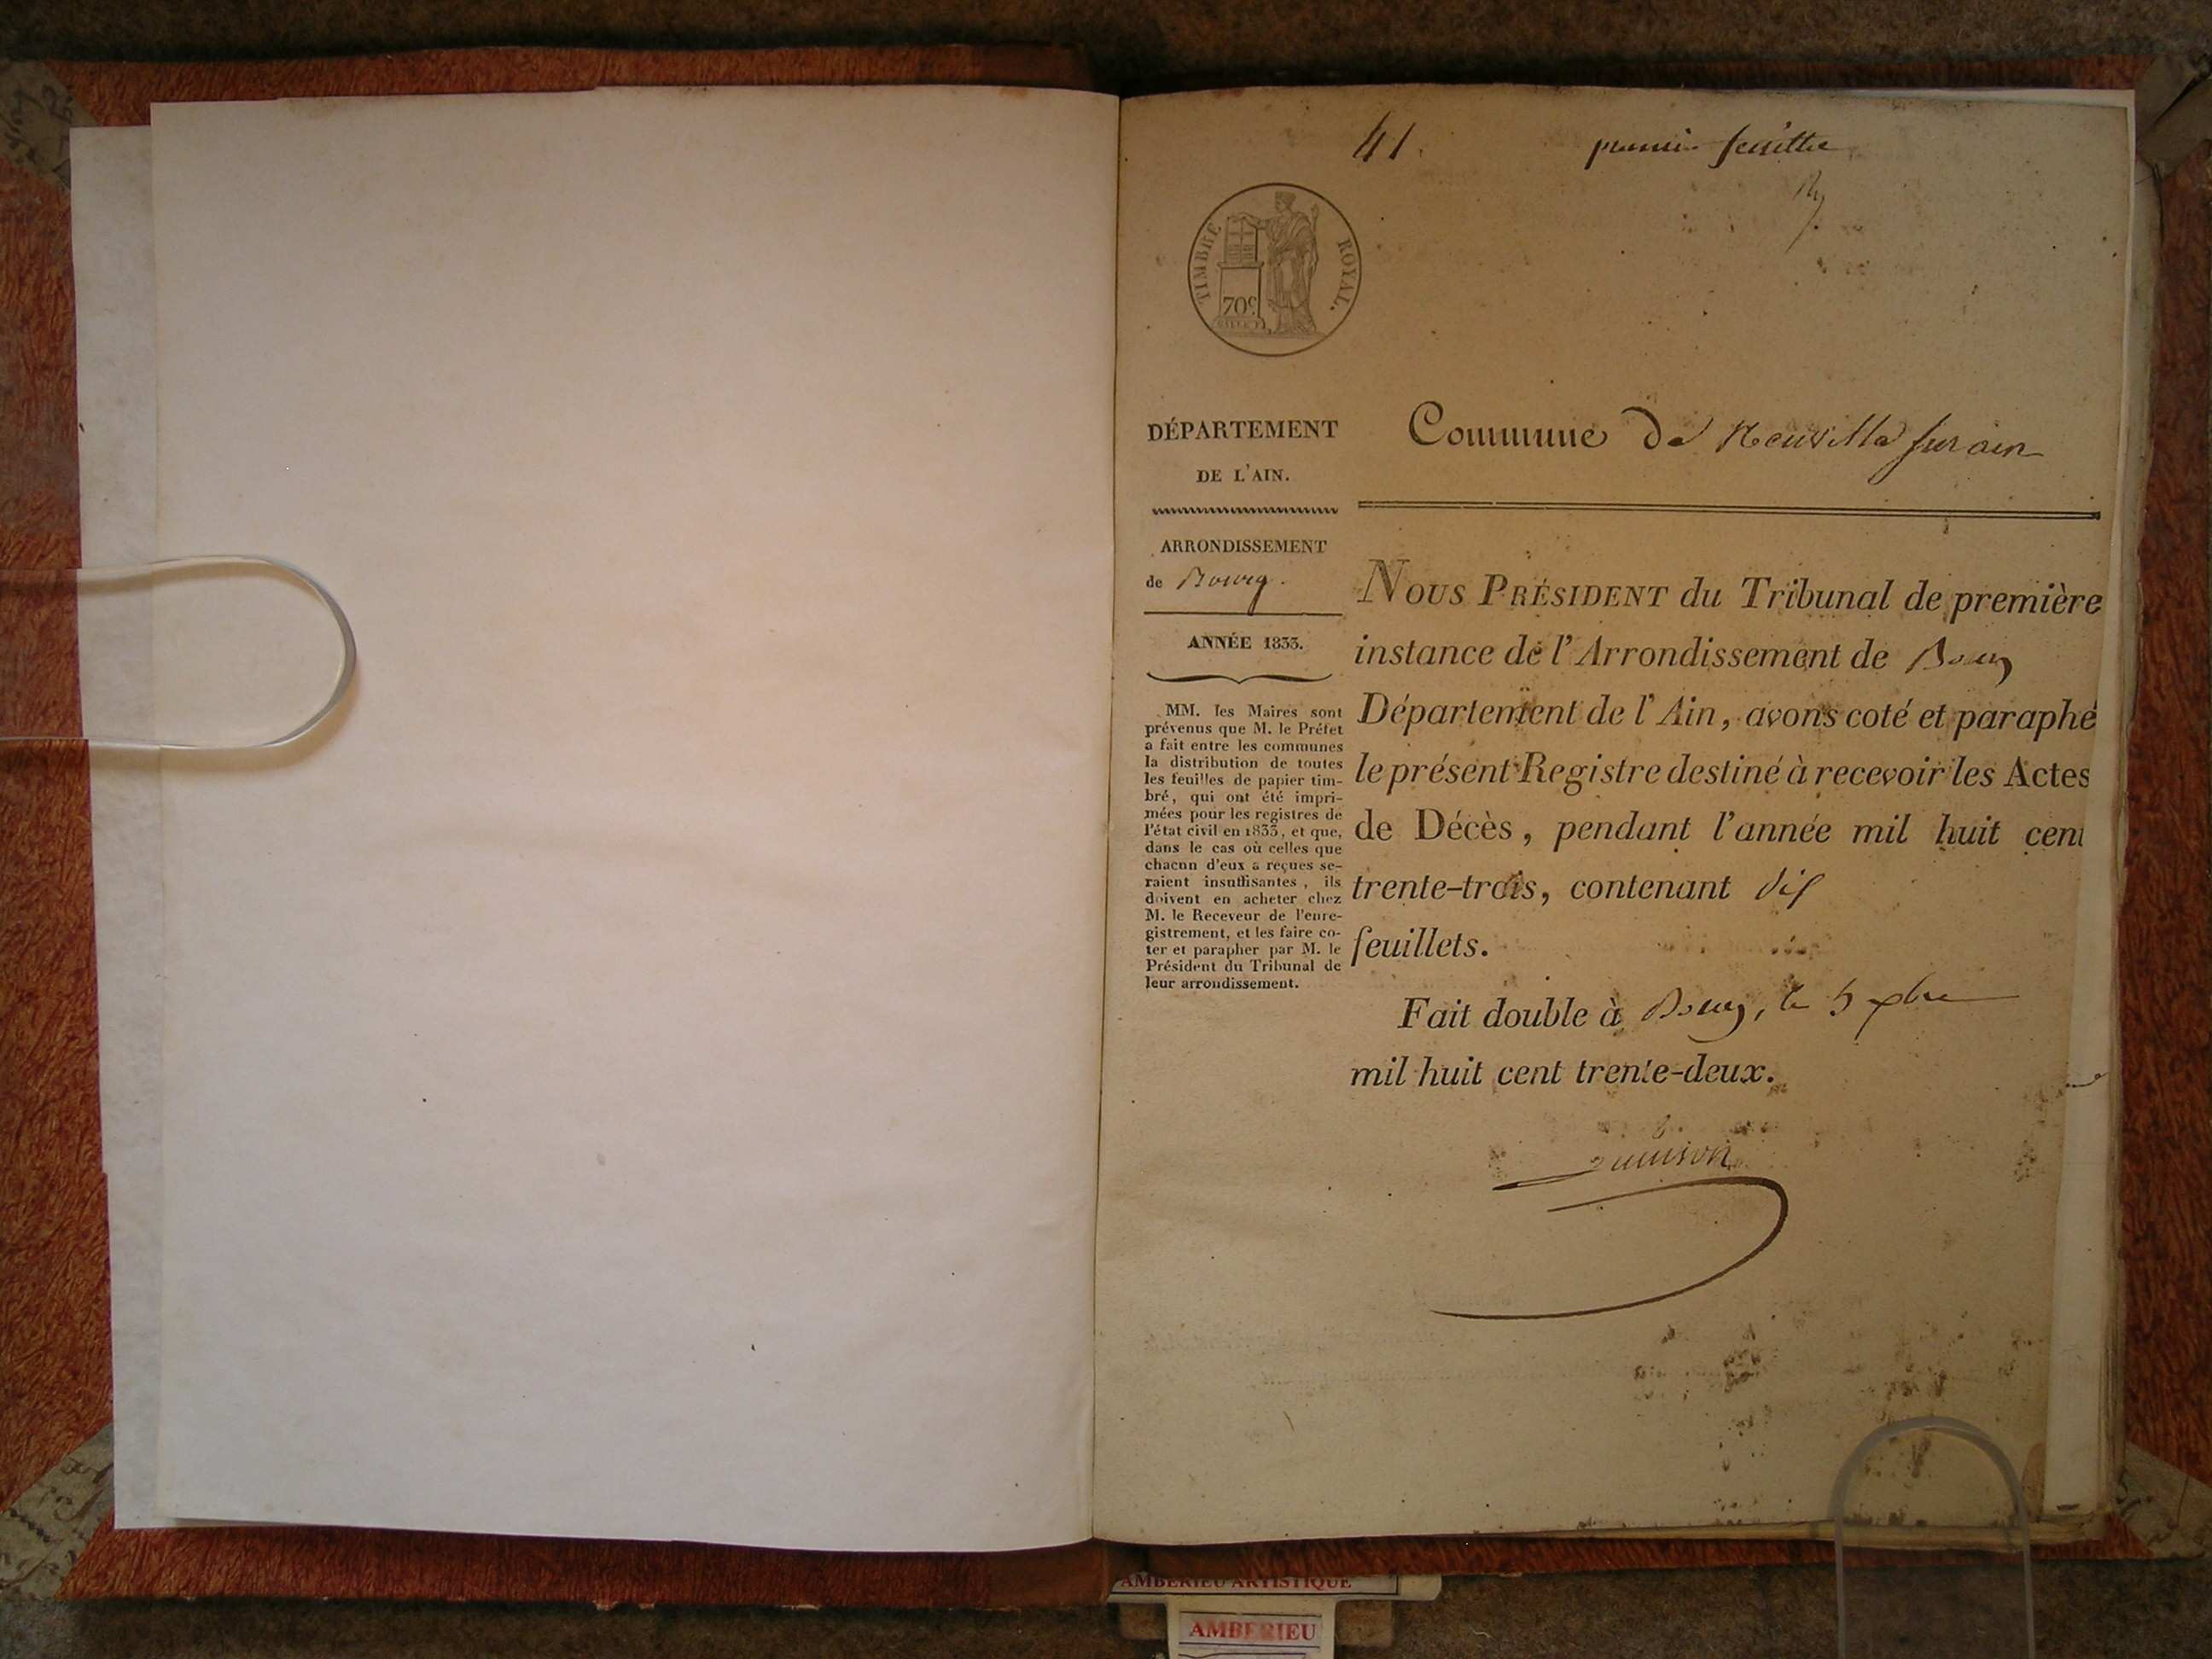 41.
premier feuillet
TIMBRE ROYAL.
70c
DÉPARTEMENT
DE L'AIN.
Commune de Neuville sur ain
ARRONDISSEMENT
de Bourg.
ANNÉE 1833.
MM. les Maires sont
prévenus que M. le Préfet
a fait entre les communes
la distribution de toutes
les feuilles de papier tim-
bré, qui ont été impri-
mées pour les registres de
l'état civil en 1833, et que,
dans le cas où celles que
chacun d'eux a reçues se-
raient insuffisantes, ils
doivent en acheter chez
M. le Receveur de l'enre-
gistrement, et les faire co-
ter et parapher par M. le
Président du Tribunal de
leur arrondissement.
NOUS PRÉSIDENT du Tribunal de première
instance de l'Arrondissement de Bourg
Département de l'Ain, avons coté et paraphé
le présent Registre destiné à recevoir les Actes
de Décès, pendant l'année mil huit cent
trente-trois, contenant dix
feuillets.
Fait double à Bourg, le 5 xbre
mil huit cent trente-deux.
AMBERIEU ARTISTIQUE
AMBERIEU